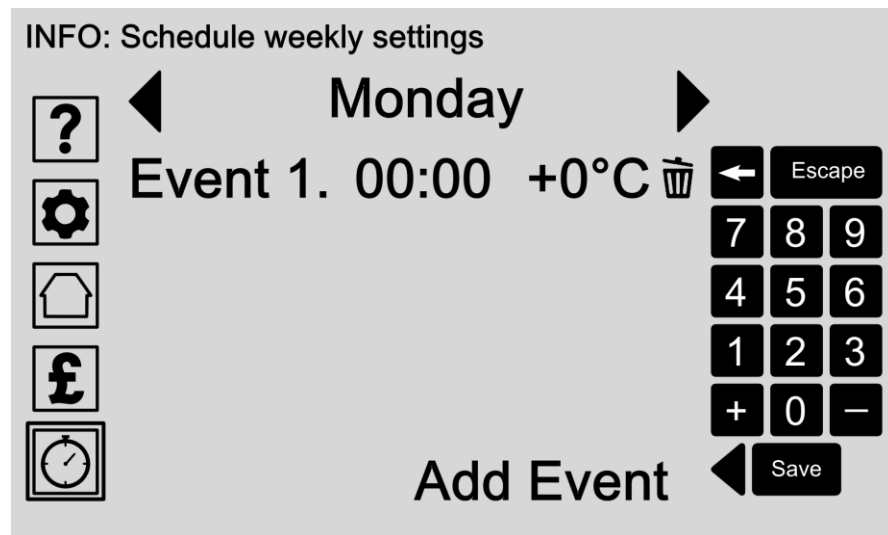 INFO: Schedule weekly settings
Monday
Event 1. 00:00 +0°C
Escape
7 8 9
4 5 6
1 2 3
+ 0 −
Add Event
Save
?
£